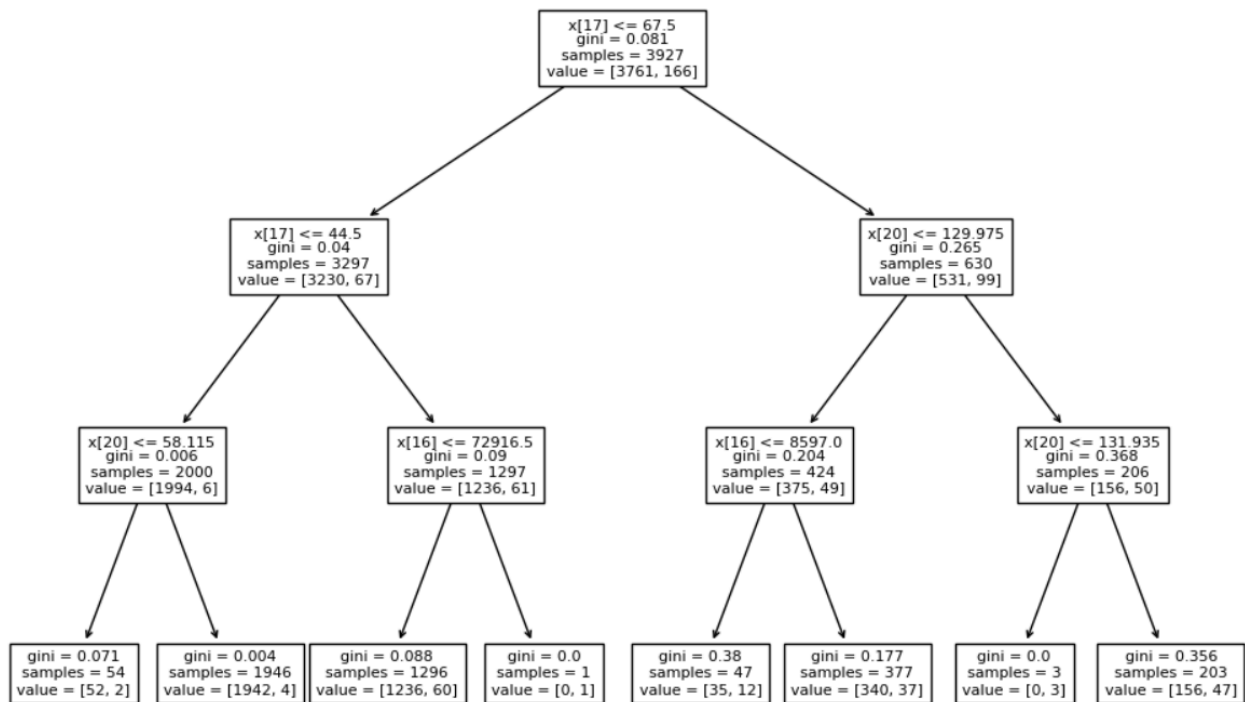 x[17] <= 67.5
gini = 0.081
samples = 3927
value = [3761, 166]
x[17] <= 44.5
gini = 0.04
samples = 3297
value = [3230, 67]
x[20] <= 129.975
gini = 0.265
samples = 630
value = [531, 99]
x[20] <= 58.115
gini = 0.006
samples = 2000
value = [1994, 6]
x[16] <= 72916.5
gini = 0.09
samples = 1297
value = [1236, 61]
x[16] <= 8597.0
gini = 0.204
samples = 424
value = [375, 49]
x[20] <= 131.935
gini = 0.368
samples = 206
value = [156, 50]
gini = 0.071
samples = 54
value = [52, 2]
gini = 0.004
samples = 1946
value = [1942, 4]
gini = 0.088
samples = 1296
value = [1236, 60]
gini = 0.0
samples = 1
value = [0, 1]
gini = 0.38
samples = 47
value = [35, 12]
gini = 0.177
samples = 377
value = [340, 37]
gini = 0.0
samples = 3
value = [0, 3]
gini = 0.356
samples = 203
value = [156, 47]